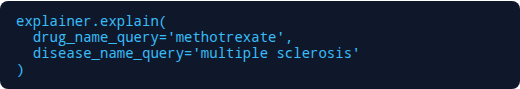 explainer.explain(
  drug_name_query='methotrexate',
  disease_name_query='multiple sclerosis'
)